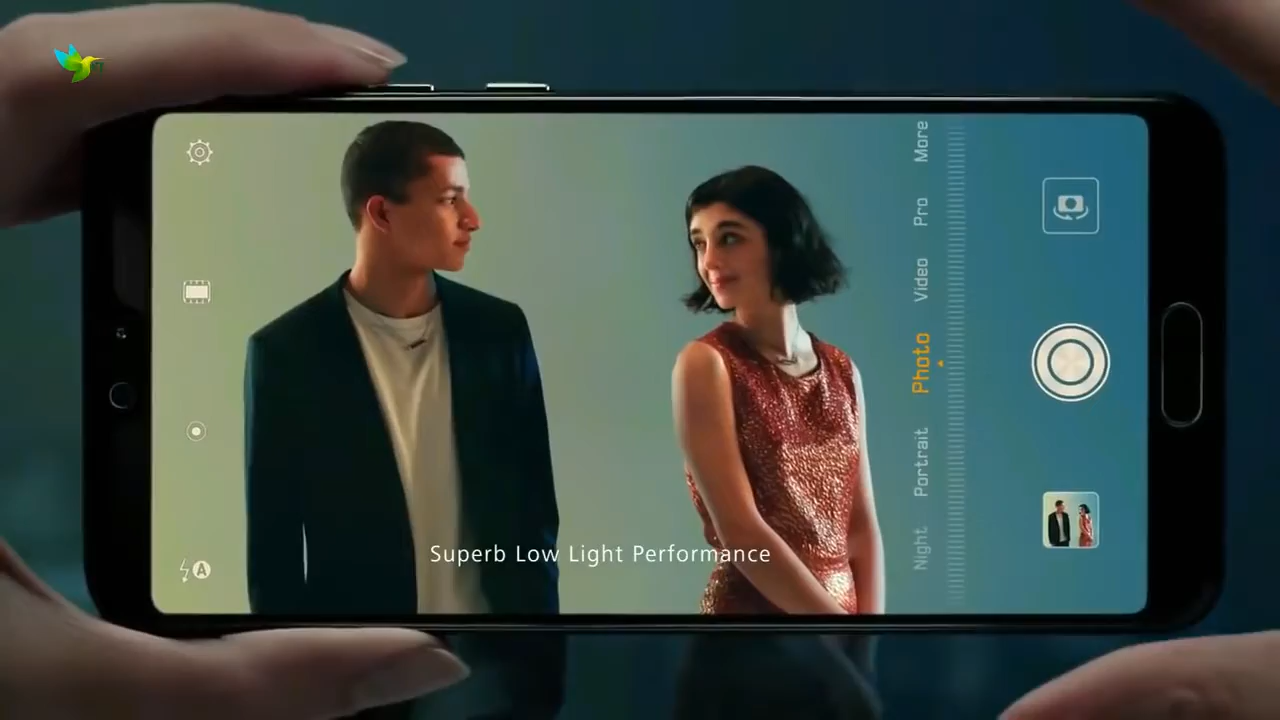 More
Pro
Video
Photo
Portrait
Night
A
Superb Low Light Performance